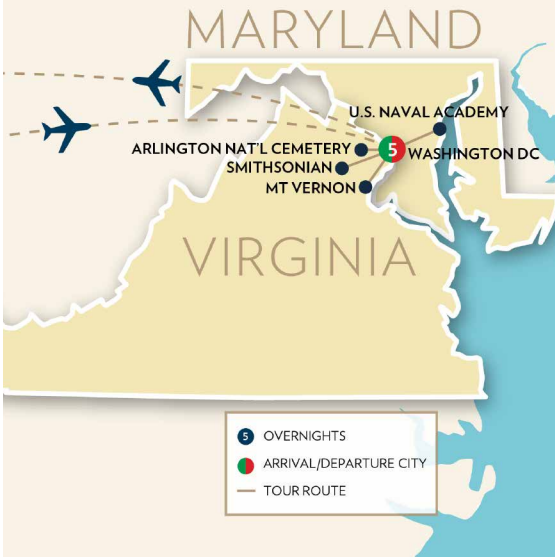 MARYLAND
U.S. NAVAL ACADEMY
ARLINGTON NAT'L CEMETERY
5
WASHINGTON DC
SMITHSONIAN
MT VERNON
VIRGINIA
5 OVERNIGHTS
ARRIVAL/DEPARTURE CITY
TOUR ROUTE